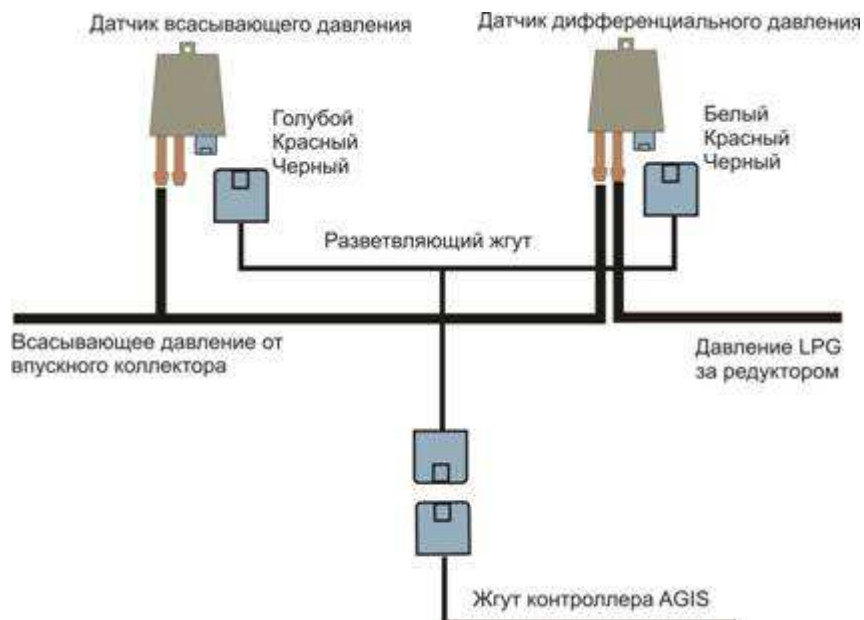 Датчик всасывающего давления
Датчик дифференциального давления
Голубой
Красный
Черный
Белый
Красный
Черный
Разветвляющий жгут
Всасывающее давление от
впускного коллектора
Давление LPG
за редуктором
Жгут контроллера AGIS